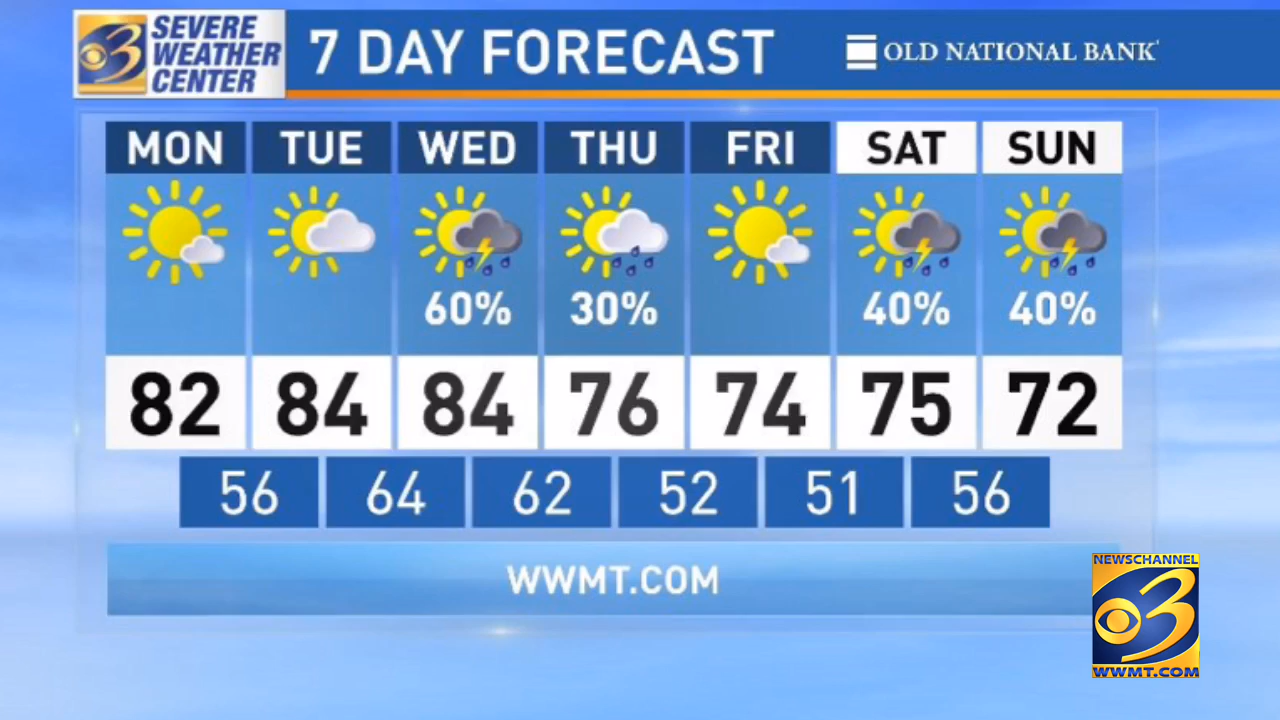 SEVERE
WEATHER
CENTER
3
7 DAY FORECAST
OLD NATIONAL BANK
MON TUE WED THU FRI SAT SUN
60% 30% 40% 40%
82 84 84 76 74 75 72
56 64 62 52 51 56
WWMT.COM
NEWSCHANNEL
3
WWMT.COM